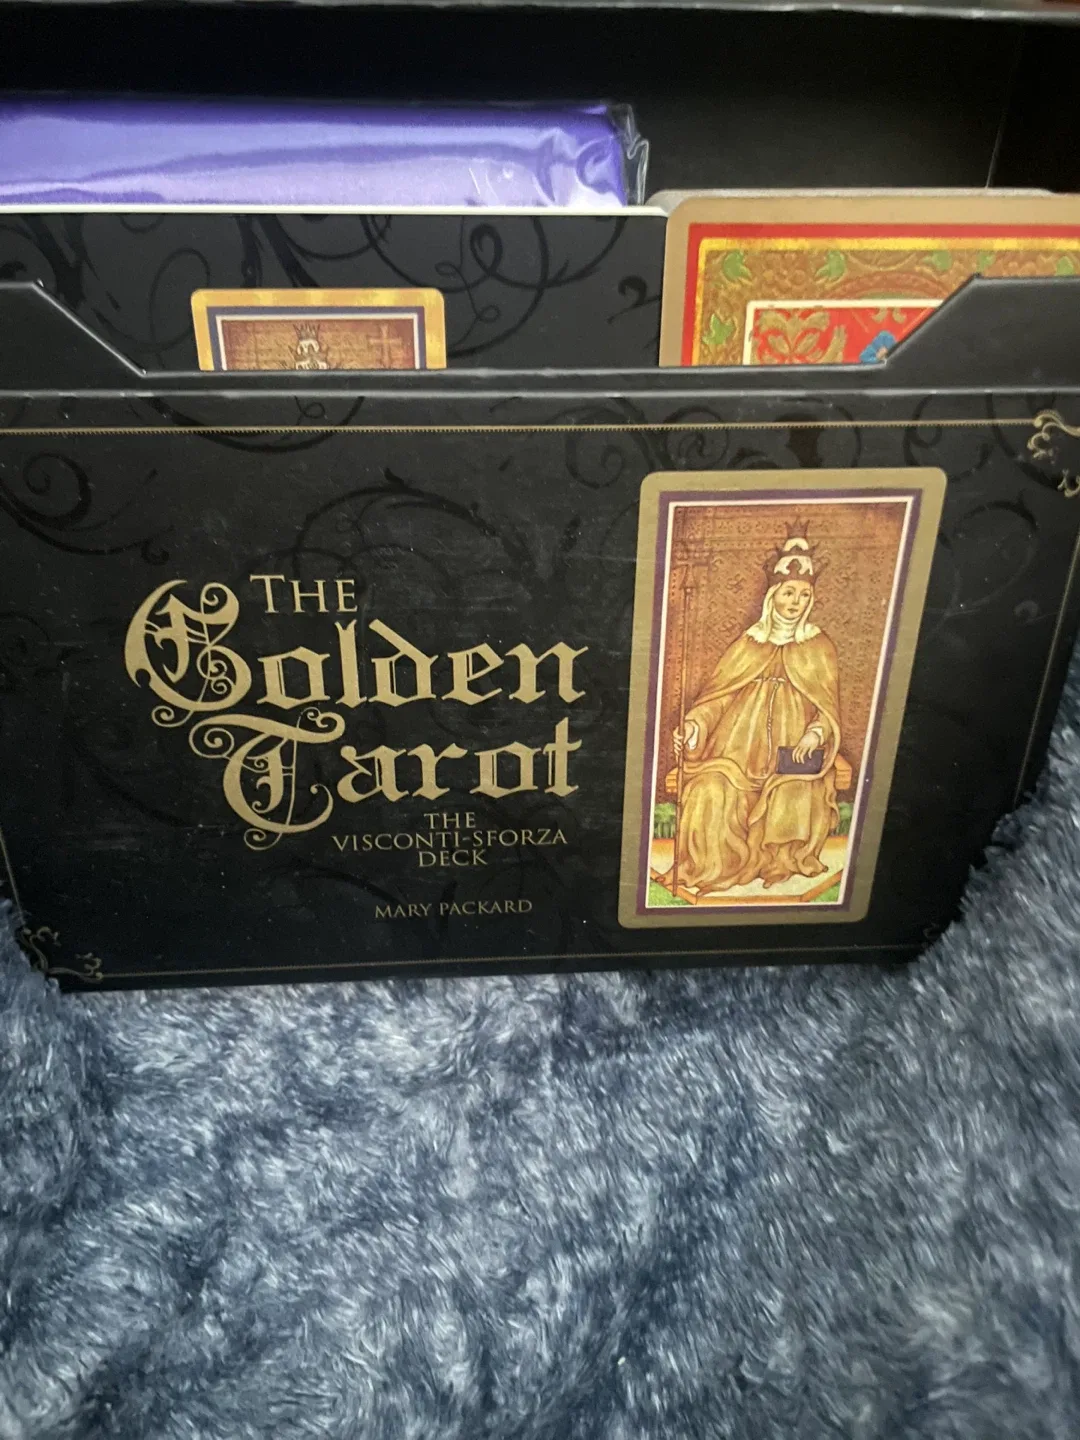 THE
Golden
Tarot
THE
VISCONTI-SFORZA
DECK
MARY PACKARD